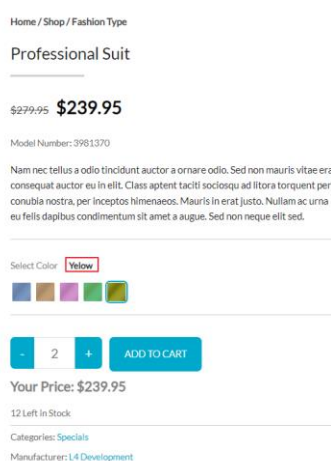 Home / Shop / Fashion Type
Professional Suit
$279.95 $239.95
Model Number: 3981370
Nam nec tellus a odio tincidunt auctor a ornare odio. Sed non mauris vitae era
consequat auctor eu in elit. Class aptent taciti sociosqu ad litora torquent per
conubia nostra, per inceptos himenaeos. Mauris in erat justo. Nullam ac urna
eu felis dapibus condimentum sit amet a augue. Sed non neque elit sed.
Select Color Yelow
- 2 + ADD TO CART
Your Price: $239.95
12 Left in Stock
Categories: Specials
Manufacturer: L4 Development